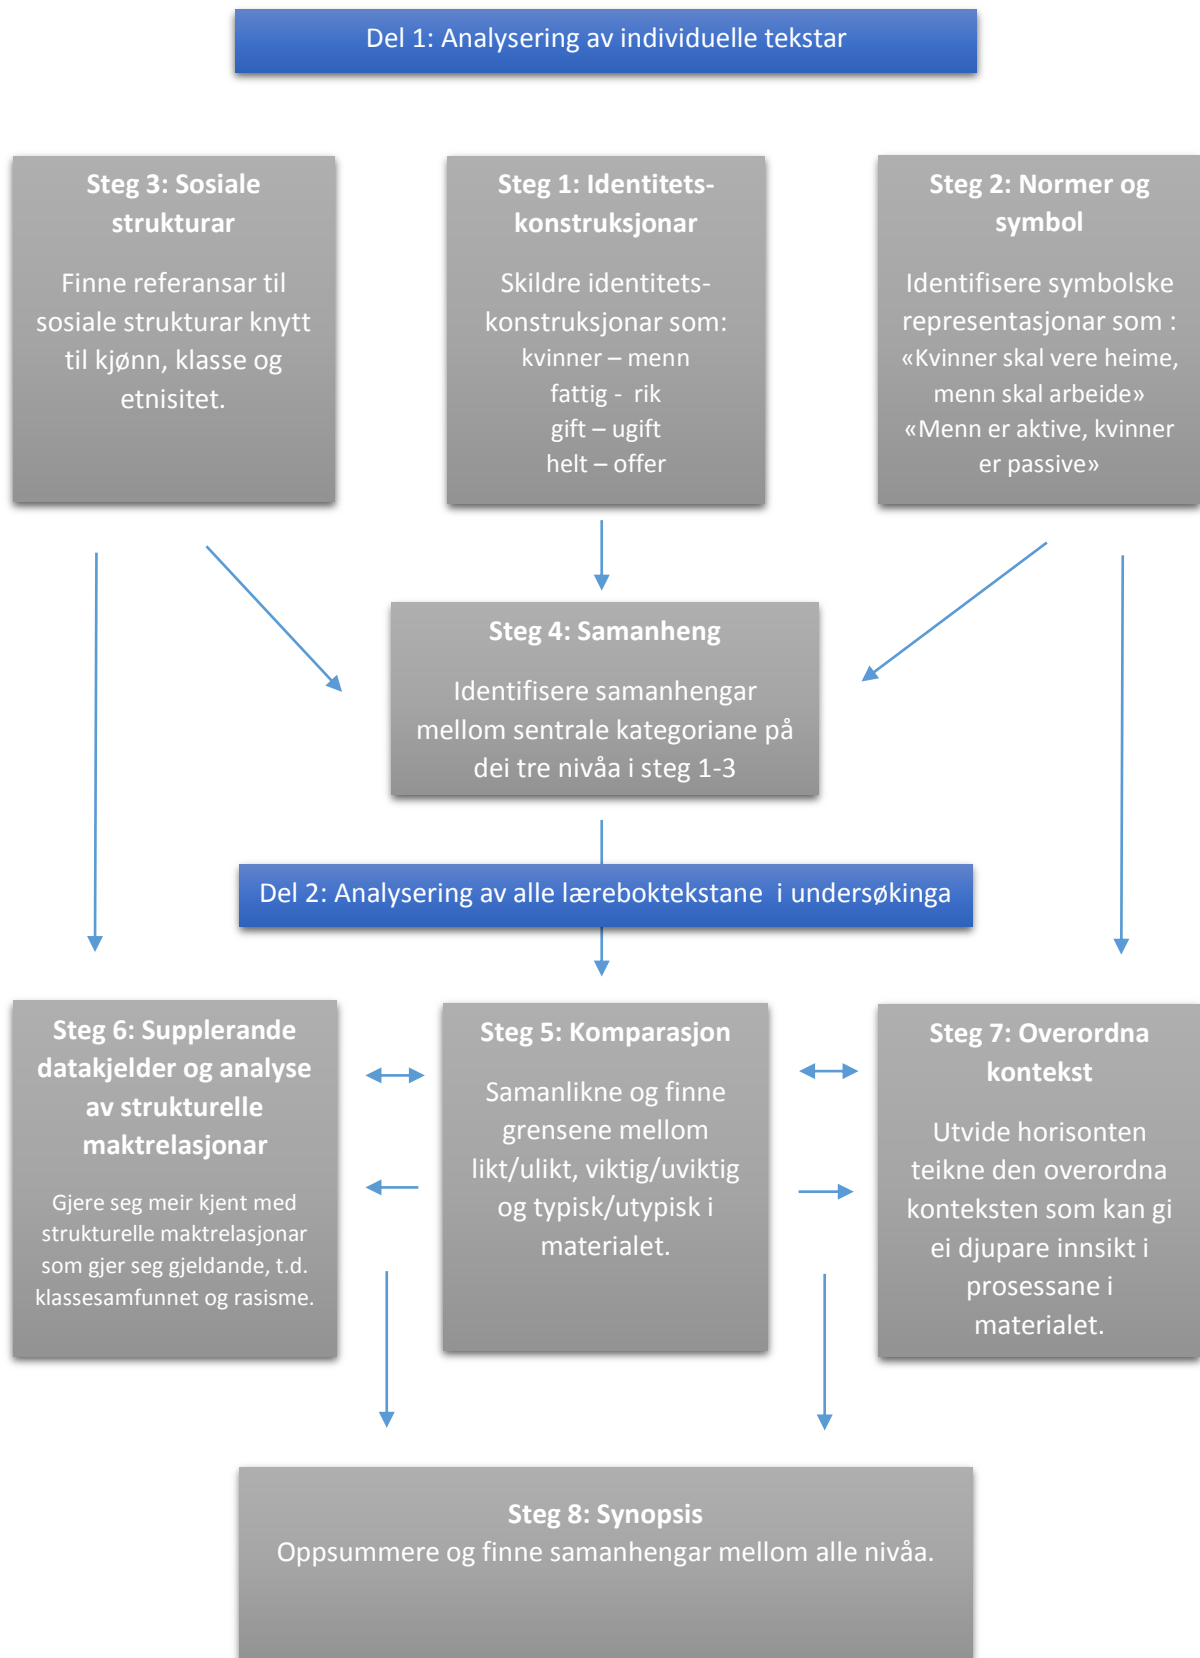 Del 1: Analysering av individuelle tekstar
Steg 3: Sosiale
strukturar
Finne referansar til
sosiale strukturar knytt
til kjønn, klasse og
etnisitet.
Steg 1: Identitets-
konstruksjonar
Skildre identitets-
konstruksjonar som:
kvinner – menn
fattig - rik
gift – ugift
helt – offer
Steg 2: Normer og
symbol
Identifisere symbolske
representasjonar som :
«Kvinner skal vere heime,
menn skal arbeide»
«Menn er aktive, kvinner
er passive»
Steg 4: Samanheng
Identifisere samanhengar
mellom sentrale kategoriane på
dei tre nivåa i steg 1-3
Del 2: Analysering av alle læreboktekstane i undersøkinga
Steg 6: Supplerande
datakjelder og analyse
av strukturelle
maktrelasjonar
Gjere seg meir kjent med
strukturelle maktrelasjonar
som gjer seg gjeldande, t.d.
klassesamfunnet og rasisme.
Steg 5: Komparasjon
Samanlikne og finne
grensene mellom
likt/ulikt, viktig/uviktig
og typisk/utypisk i
materialet.
Steg 7: Overordna
kontekst
Utvide horisonten
teikne den overordna
konteksten som kan gi
ei djupare innsikt i
prosessane i
materialet.
Steg 8: Synopsis
Oppsummere og finne samanhengar mellom alle nivåa.